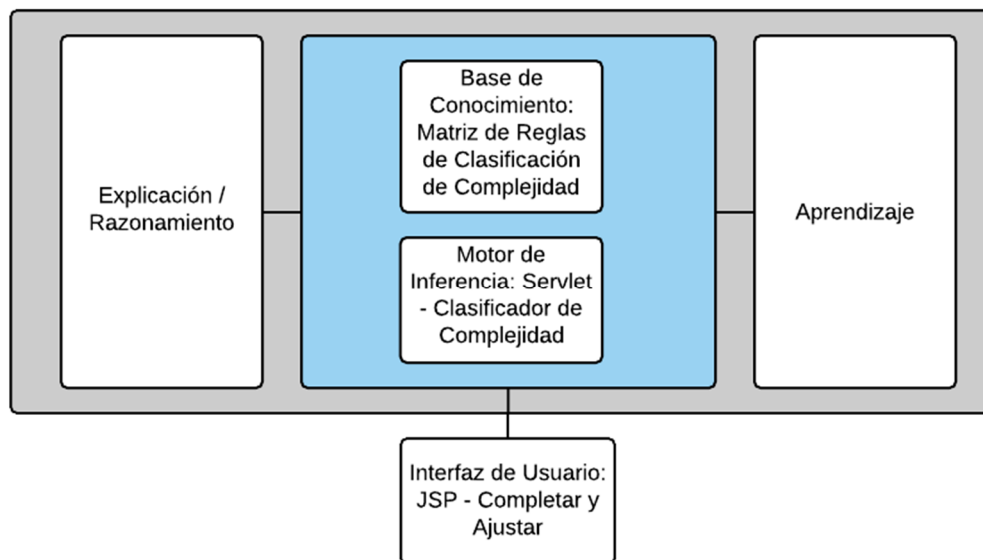 Explicación /
Razonamiento
Base de
Conocimiento:
Matriz de Reglas
de Clasificación
de Complejidad
Motor de
Inferencia: Servlet
- Clasificador de
Complejidad
Aprendizaje
Interfaz de Usuario:
JSP - Completar y
Ajustar